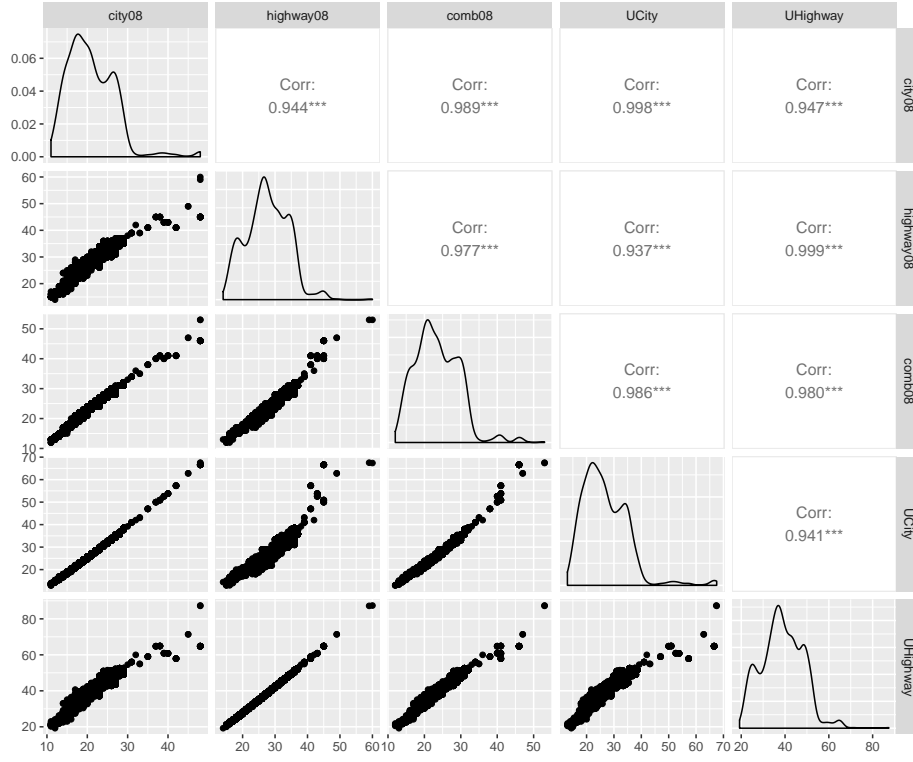 city08 highway08 comb08 UCity UHighway
0.06
0.04
0.02
0.00
Corr:
0.944***
Corr:
0.989***
Corr:
0.998***
Corr:
0.947***
city08
60
50
40
30
20
Corr:
0.977***
Corr:
0.937***
Corr:
0.999***
highway08
50
40
30
20
10
Corr:
0.986***
Corr:
0.980***
comb08
70
60
50
40
30
20
Corr:
0.941***
UCity
80
60
40
20
UHighway
10 20 30 40
20 30 40 50 60
10 20 30 40 50
20 30 40 50 60 70
20 40 60 80